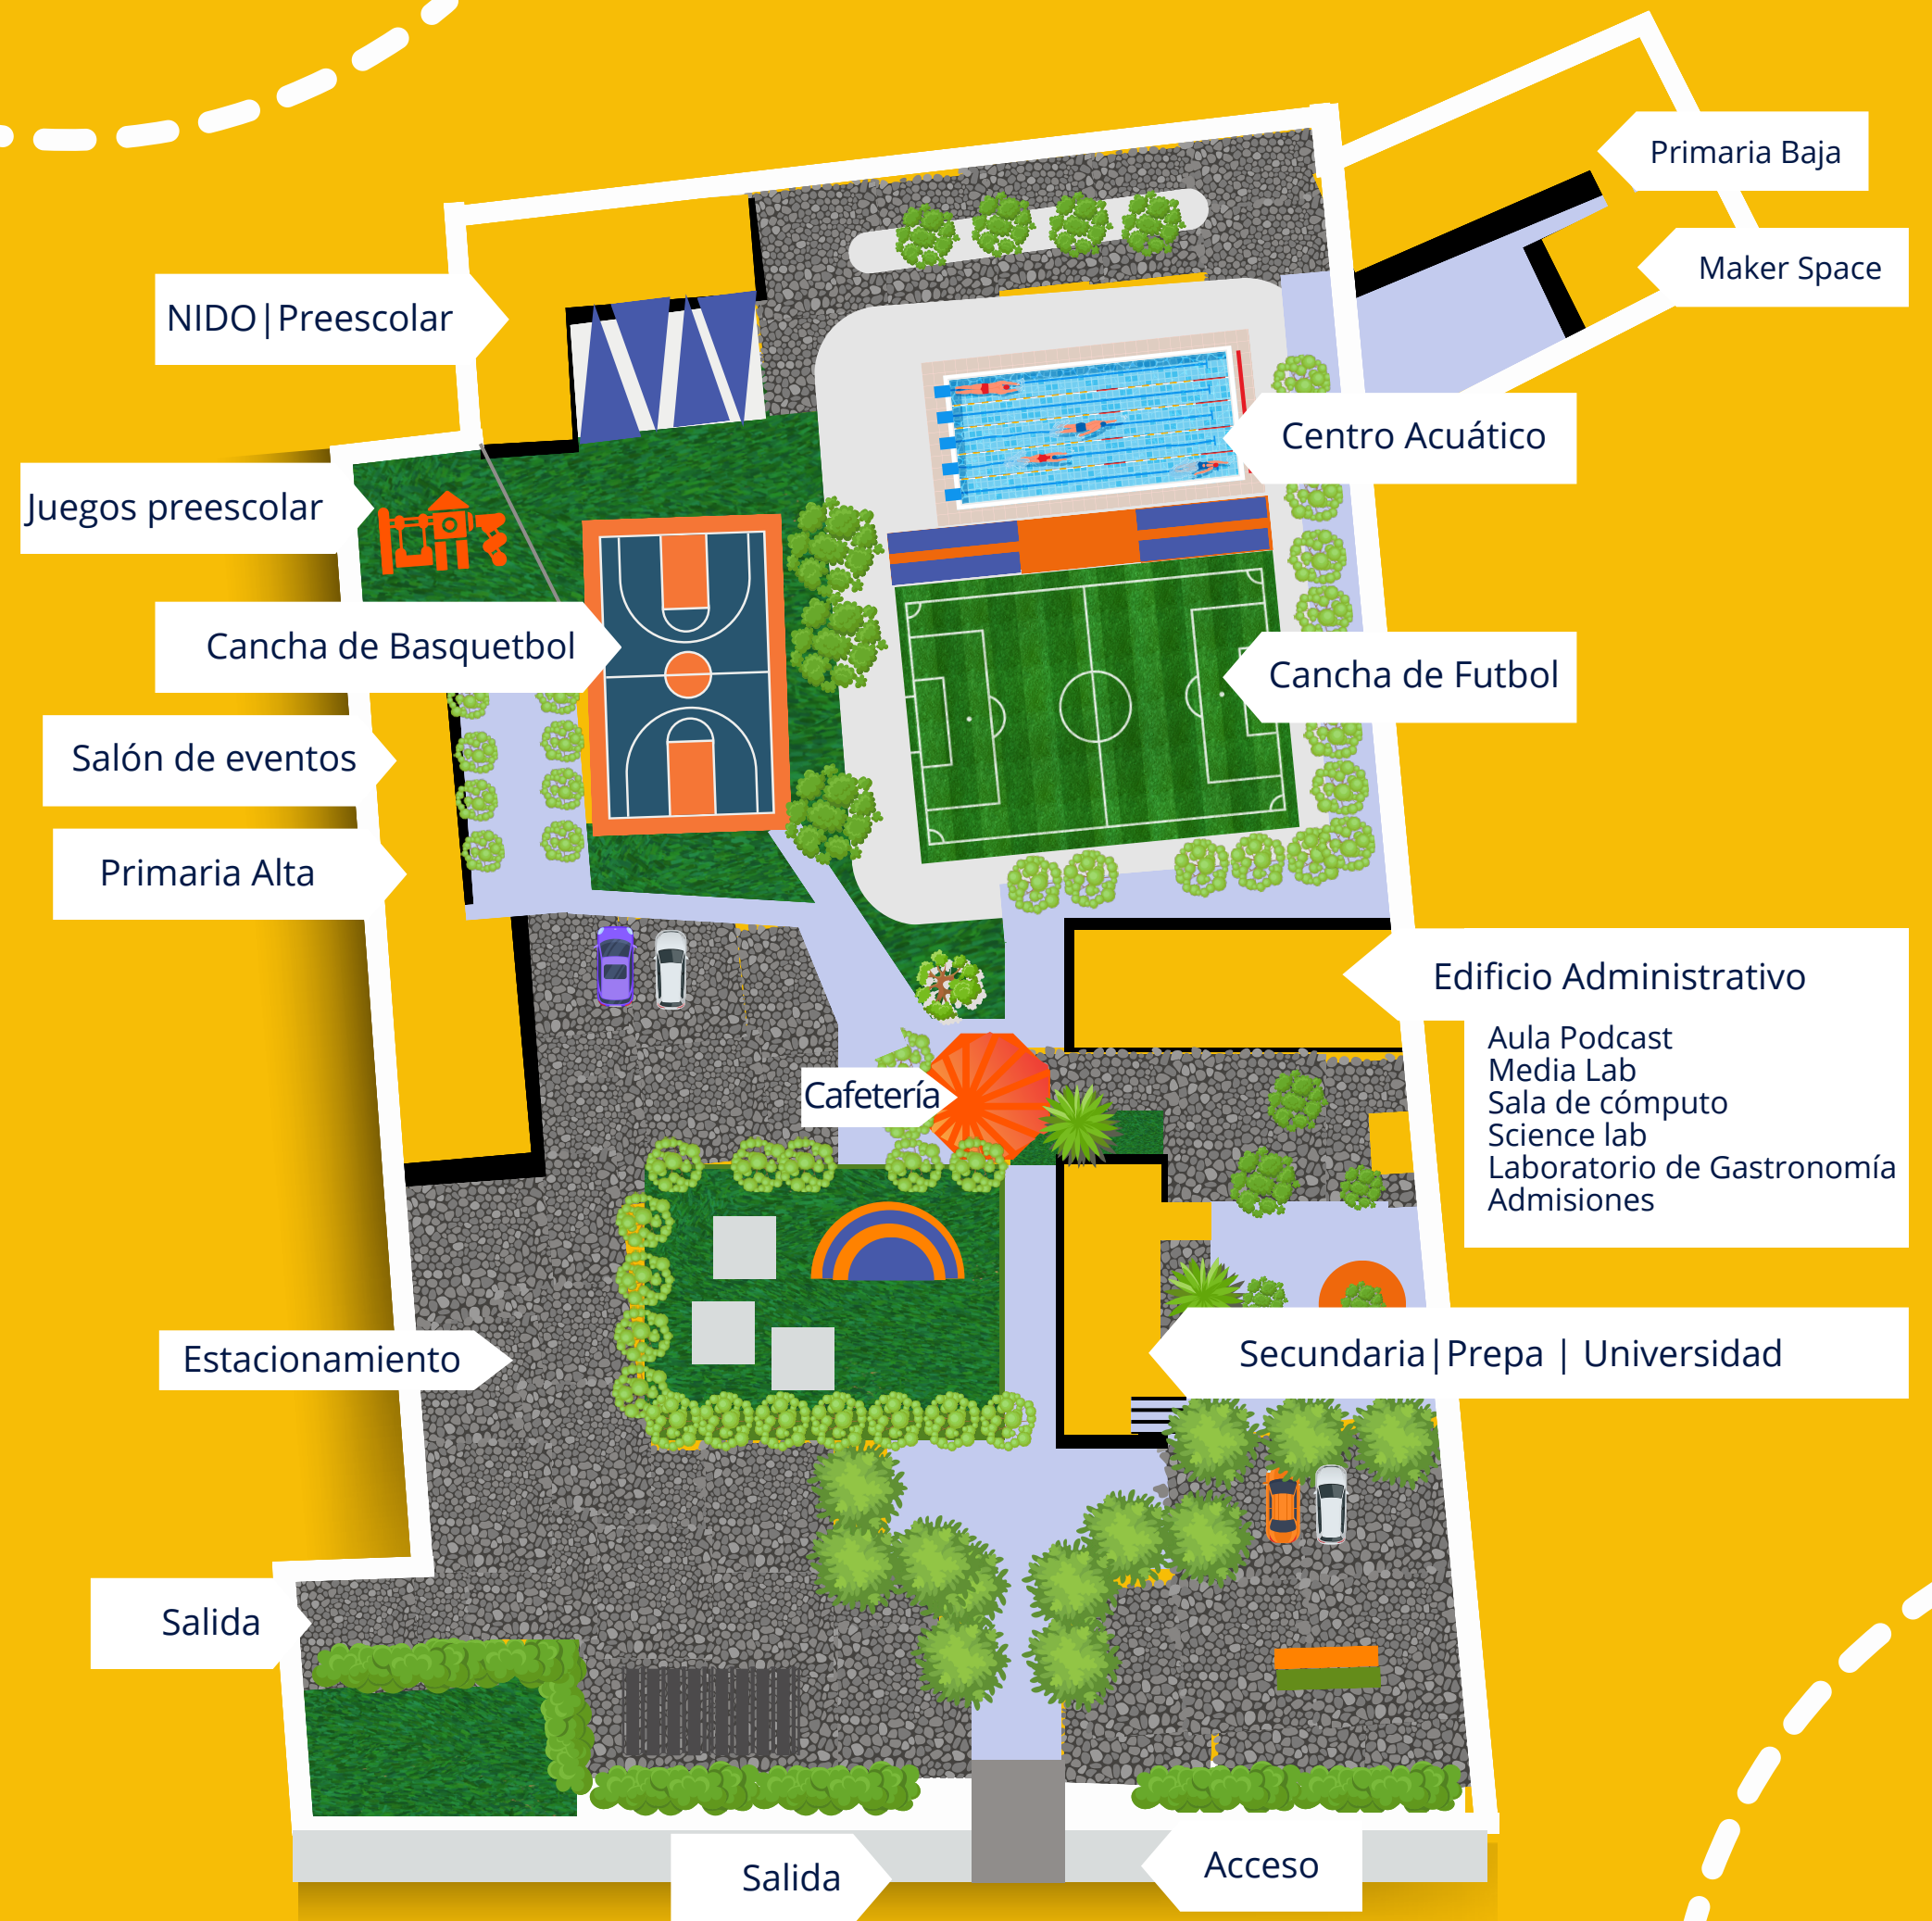 Primaria Baja
Maker Space
NIDO|Preescolar
Centro Acuático
Juegos preescolar
Cancha de Basquetbol
Cancha de Futbol
Salón de eventos
Primaria Alta
Edificio Administrativo
Aula Podcast
Media Lab
Sala de cómputo
Science lab
Laboratorio de Gastronomía
Admisiones
Cafetería
Secundaria|Prepa | Universidad
Estacionamiento
Salida
Salida
Acceso